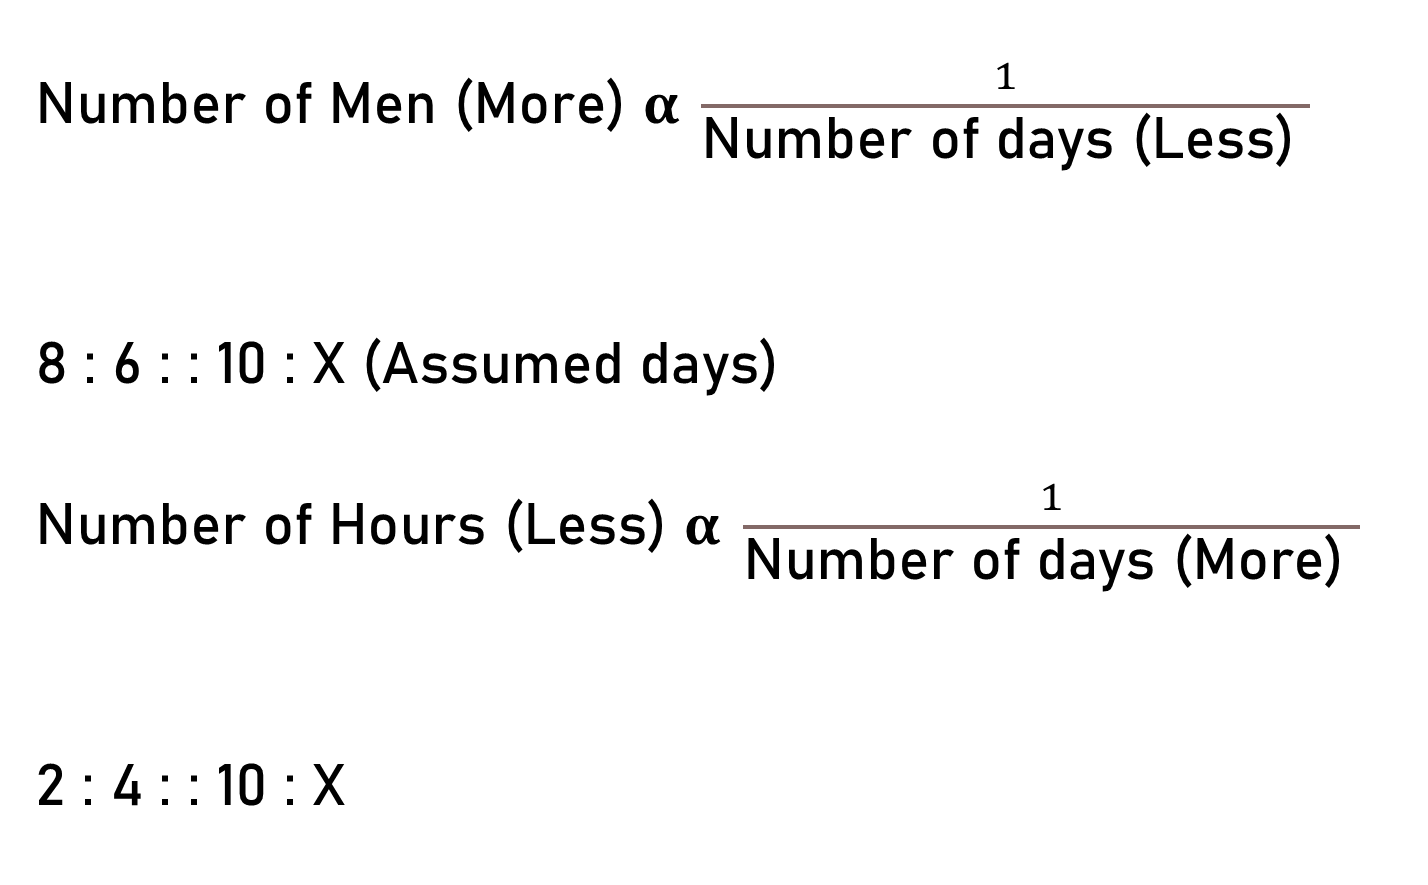 Number of Men (More) α 1/Number of days (Less)
8 : 6 : : 10 : X (Assumed days)
Number of Hours (Less) α 1/Number of days (More)
2 : 4 : : 10 : X